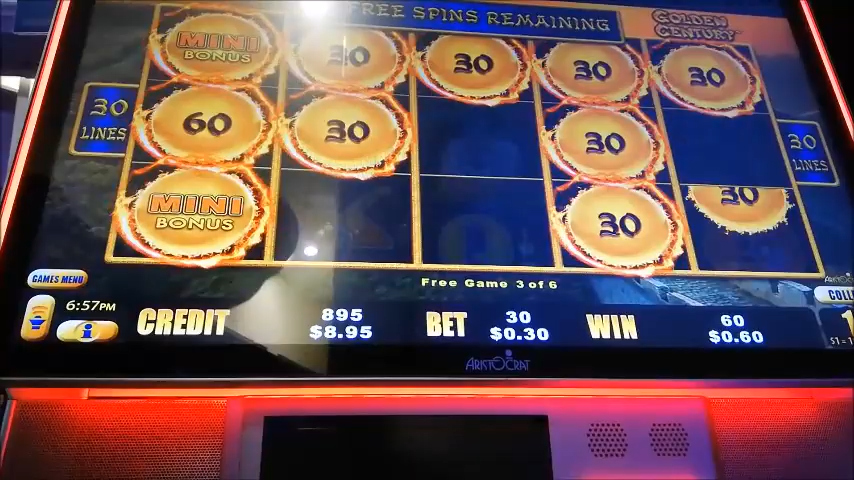 FREE SPINS REMAINING
GOLDEN CENTURY
MINI BONUS
30
30
30
30
30 LINES
60
30
30
30 LINES
MINI BONUS
30
30
Free Game 3 of 6
GAMES MENU
6:57PM
CREDIT
895
$8.95
BET
30
$0.30
WIN
60
$0.60
ARISTOCRAT